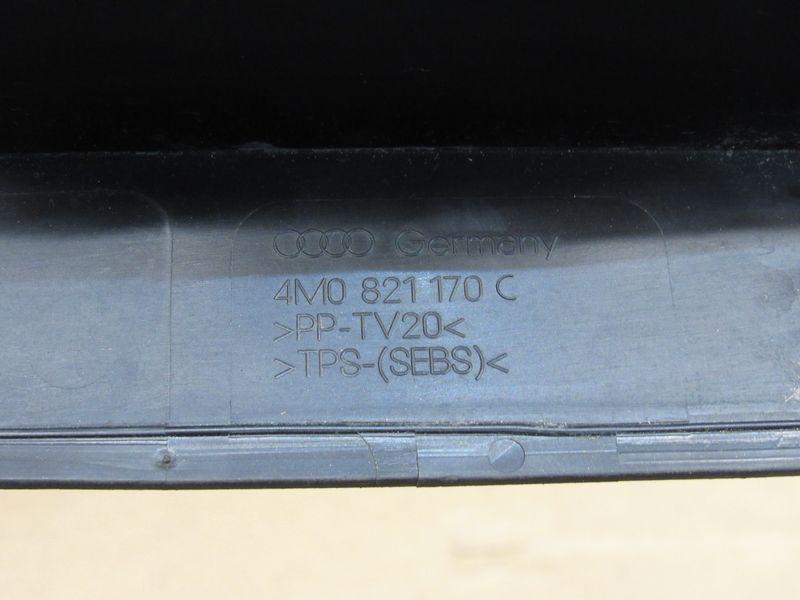 Germany
4M0 821 170 C
>PP-TV20<
>TPS-(SEBS)<